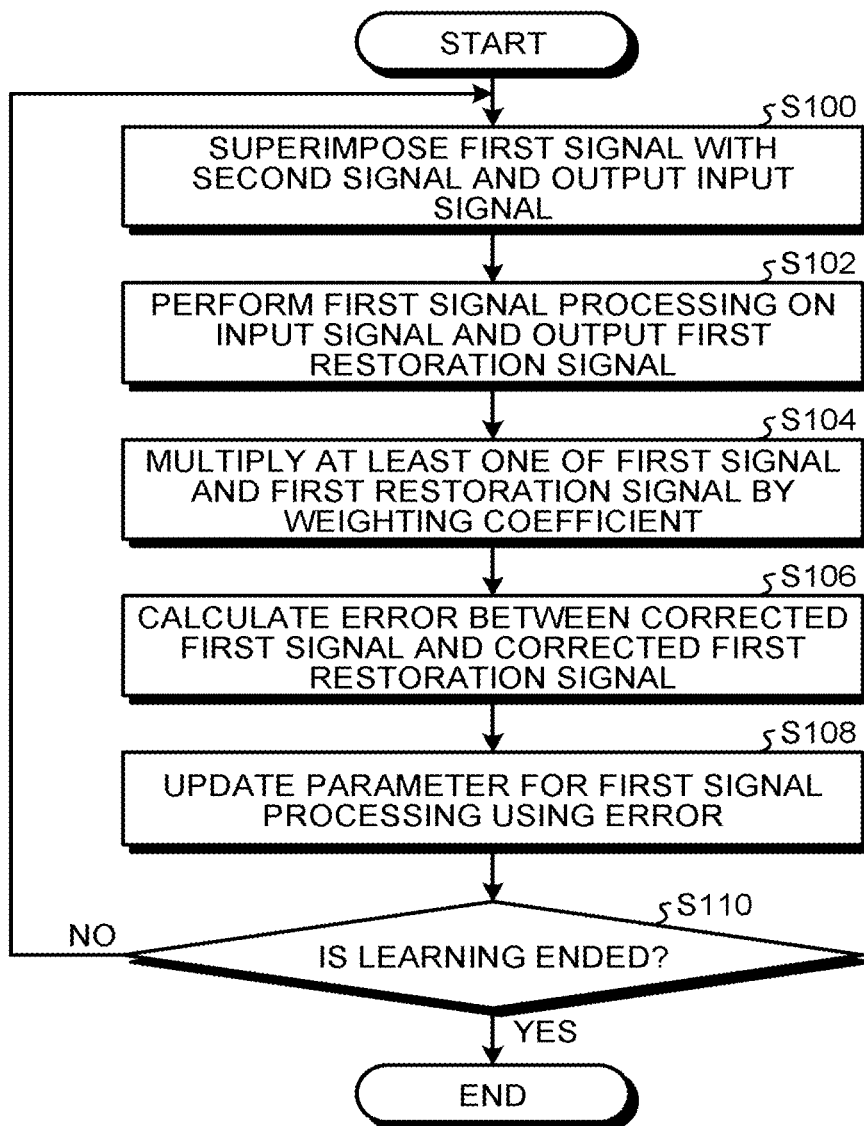 START
S100
SUPERIMPOSE FIRST SIGNAL WITH
SECOND SIGNAL AND OUTPUT INPUT
SIGNAL
S102
PERFORM FIRST SIGNAL PROCESSING ON
INPUT SIGNAL AND OUTPUT FIRST
RESTORATION SIGNAL
S104
MULTIPLY AT LEAST ONE OF FIRST SIGNAL
AND FIRST RESTORATION SIGNAL BY
WEIGHTING COEFFICIENT
S106
CALCULATE ERROR BETWEEN CORRECTED
FIRST SIGNAL AND CORRECTED FIRST
RESTORATION SIGNAL
S108
UPDATE PARAMETER FOR FIRST SIGNAL
PROCESSING USING ERROR
S110
NO
IS LEARNING ENDED?
YES
END